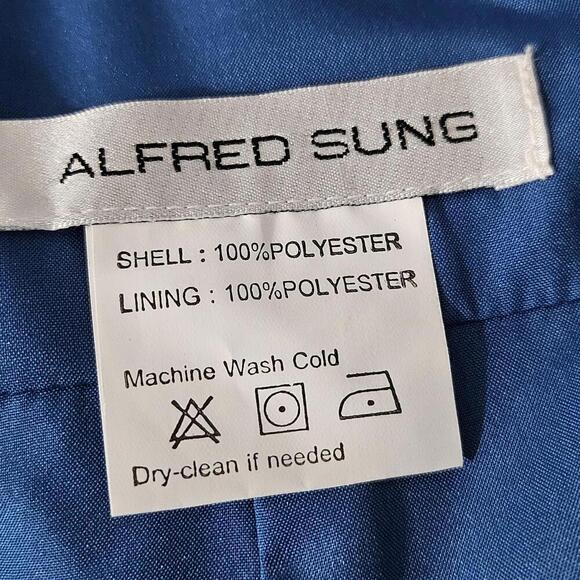 ALFRED SUNG
SHELL : 100%POLYESTER
LINING : 100%POLYESTER
Machine Wash Cold
Dry-clean if needed